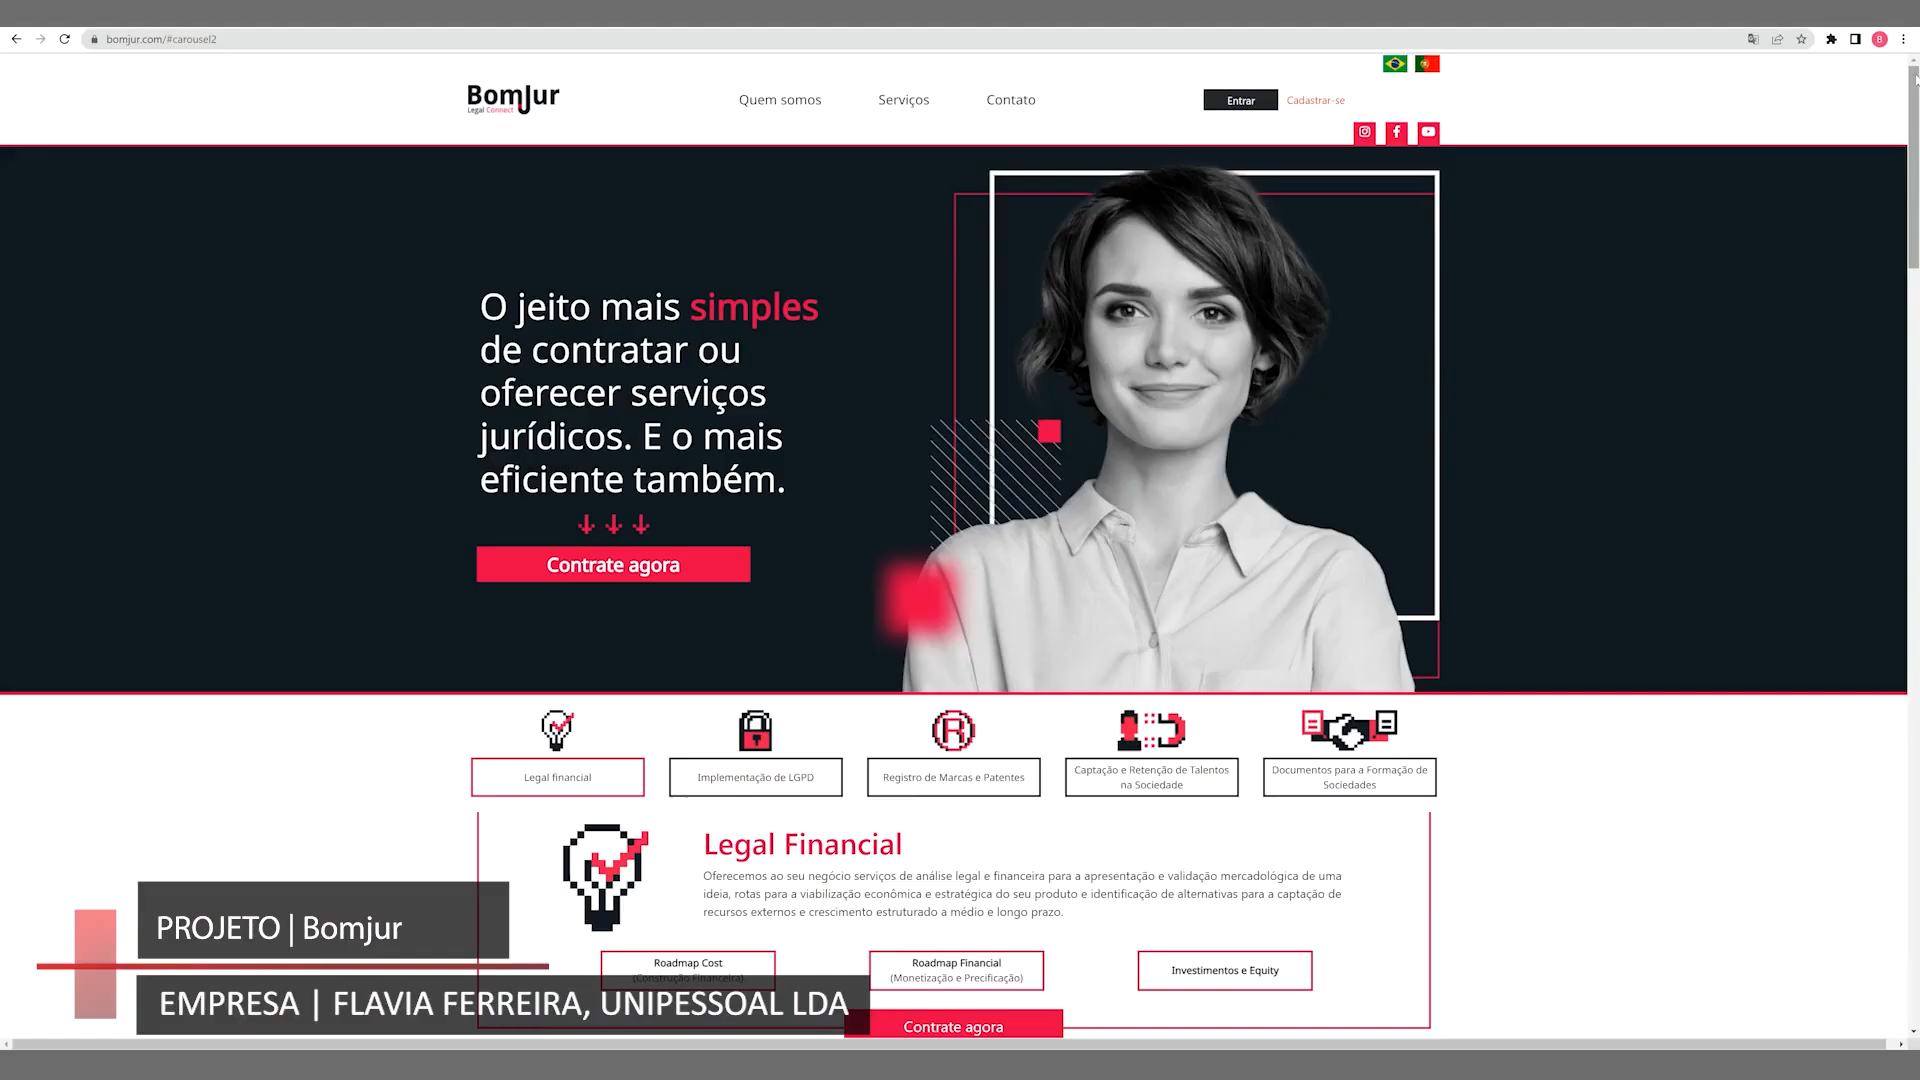 bomjur.com/#carousel2
B
BomJur
Legal Connect
Quem somos
Serviços
Contato
Entrar
Cadastrar-se
O jeito mais simples
de contratar ou
oferecer serviços
jurídicos. E o mais
eficiente também.
Contrate agora
R
Legal financial
Implementação de LGPD
Registro de Marcas e Patentes
Captação e Retenção de Talentos
na Sociedade
Documentos para a Formação de
Sociedades
Legal Financial
Oferecemos ao seu negócio serviços de análise legal e financeira para a apresentação e validação mercadológica de uma
ideia, rotas para a viabilização econômica e estratégica do seu produto e identificação de alternativas para a captação de
recursos externos e crescimento estruturado a médio e longo prazo.
Roadmap Cost
(Construção Financeira)
Roadmap Financial
(Monetização e Precificação)
Investimentos e Equity
Contrate agora
PROJETO | Bomjur
EMPRESA | FLAVIA FERREIRA, UNIPESSOAL LDA